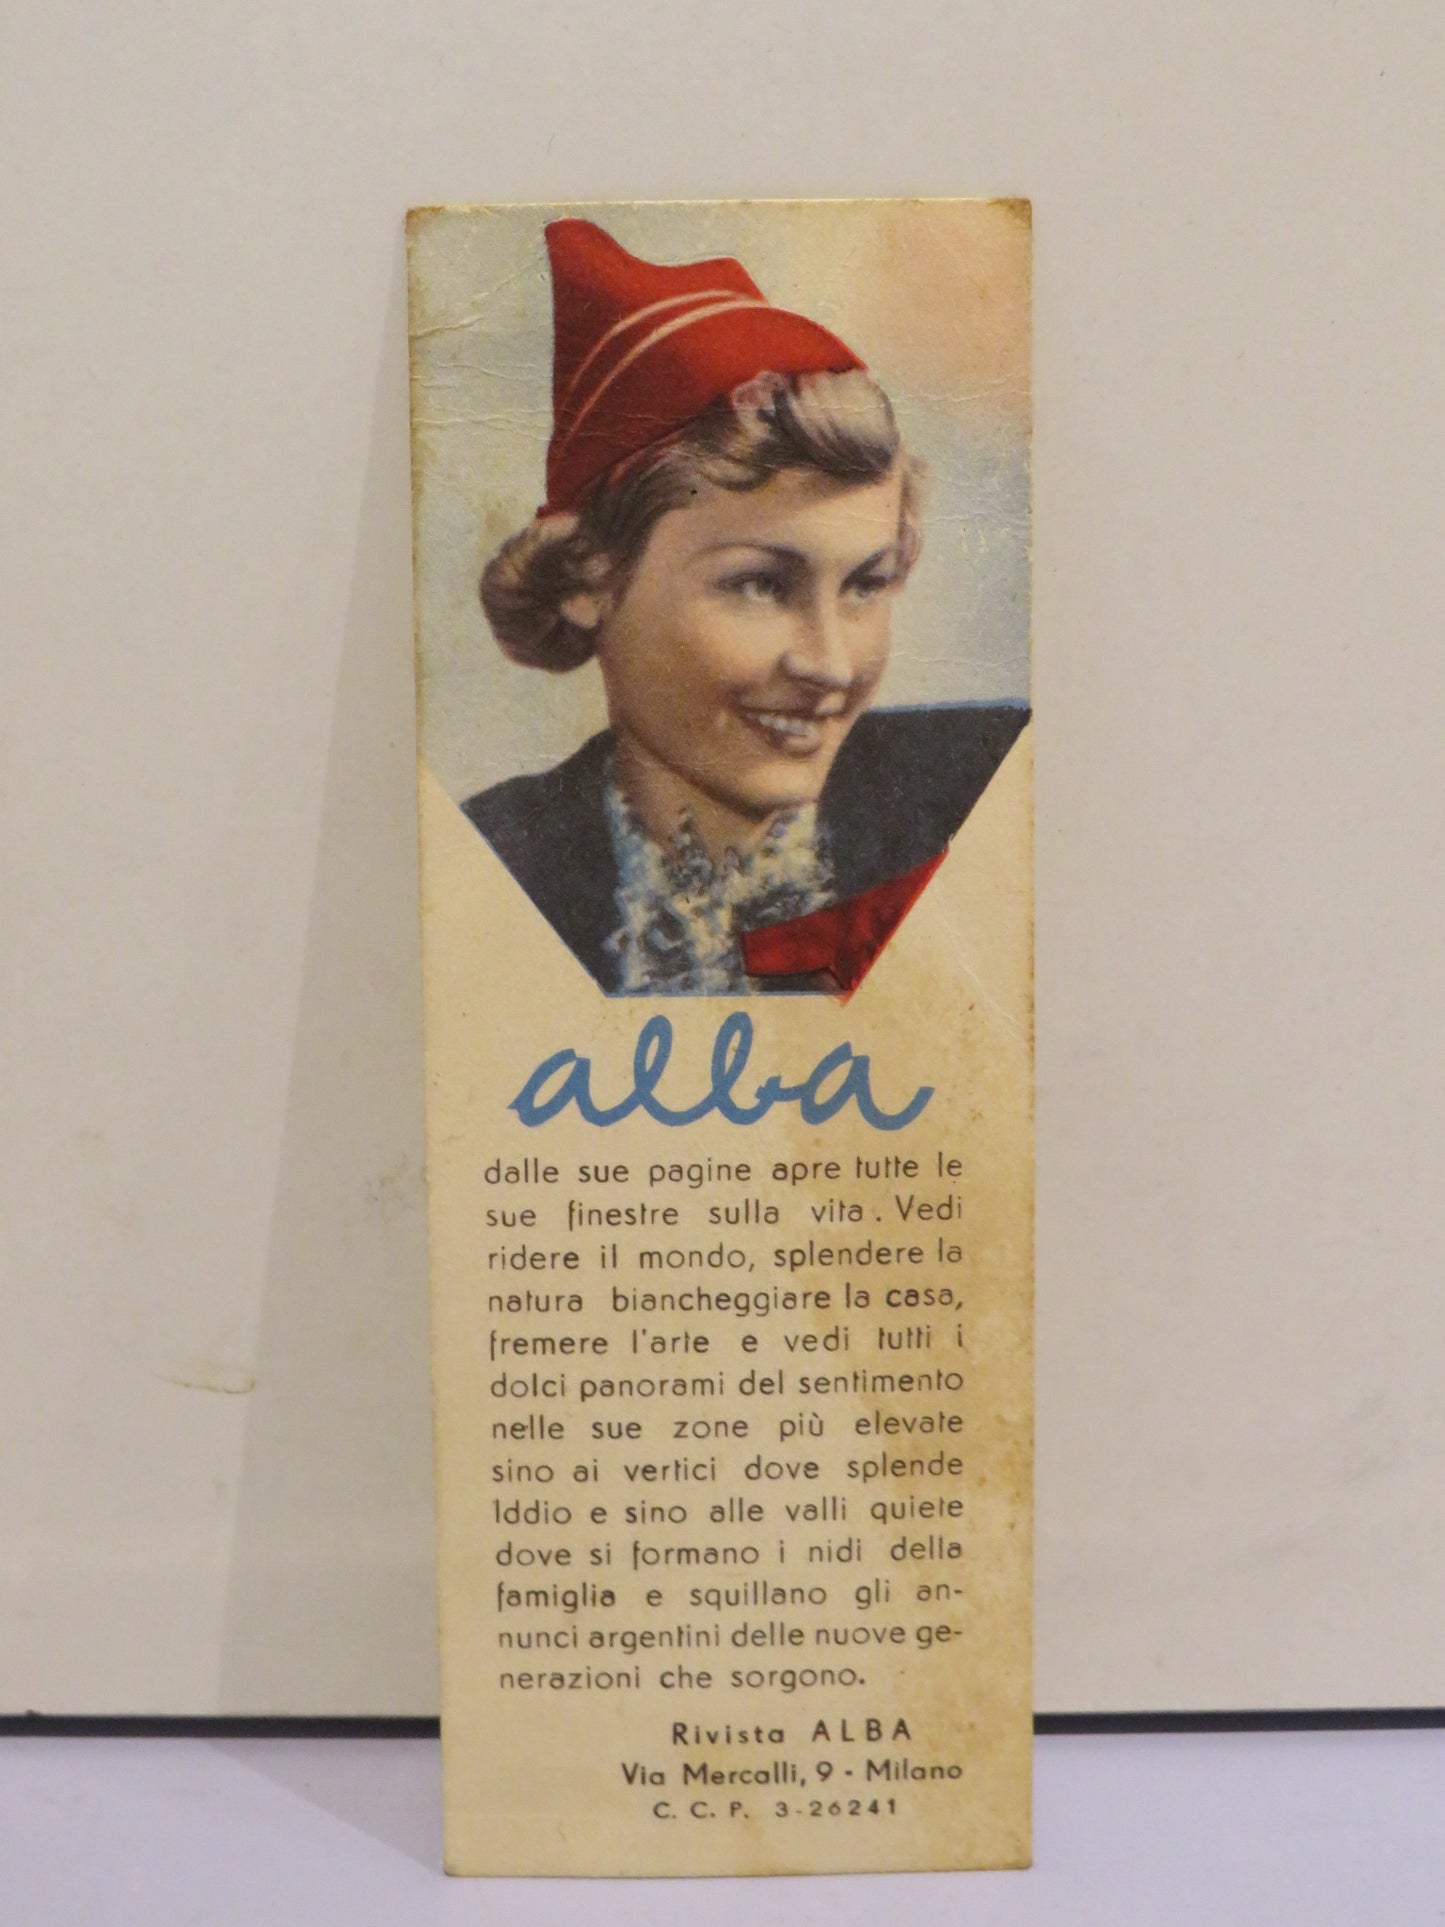 alba
dalle sue pagine apre tutte le
sue finestre sulla vita. Vedi
ridere il mondo, splendere la
natura biancheggiare la casa,
fremere l'arte e vedi tutti i
dolci panorami del sentimento
nelle sue zone più elevate
sino ai vertici dove splende
Iddio e sino alle valli quiete
dove si formano i nidi della
famiglia e squillano gli an-
nunci argentini delle nuove ge-
nerazioni che sorgono.
Rivista ALBA
Via Mercalli, 9 - Milano
C. C. P. 3-26241